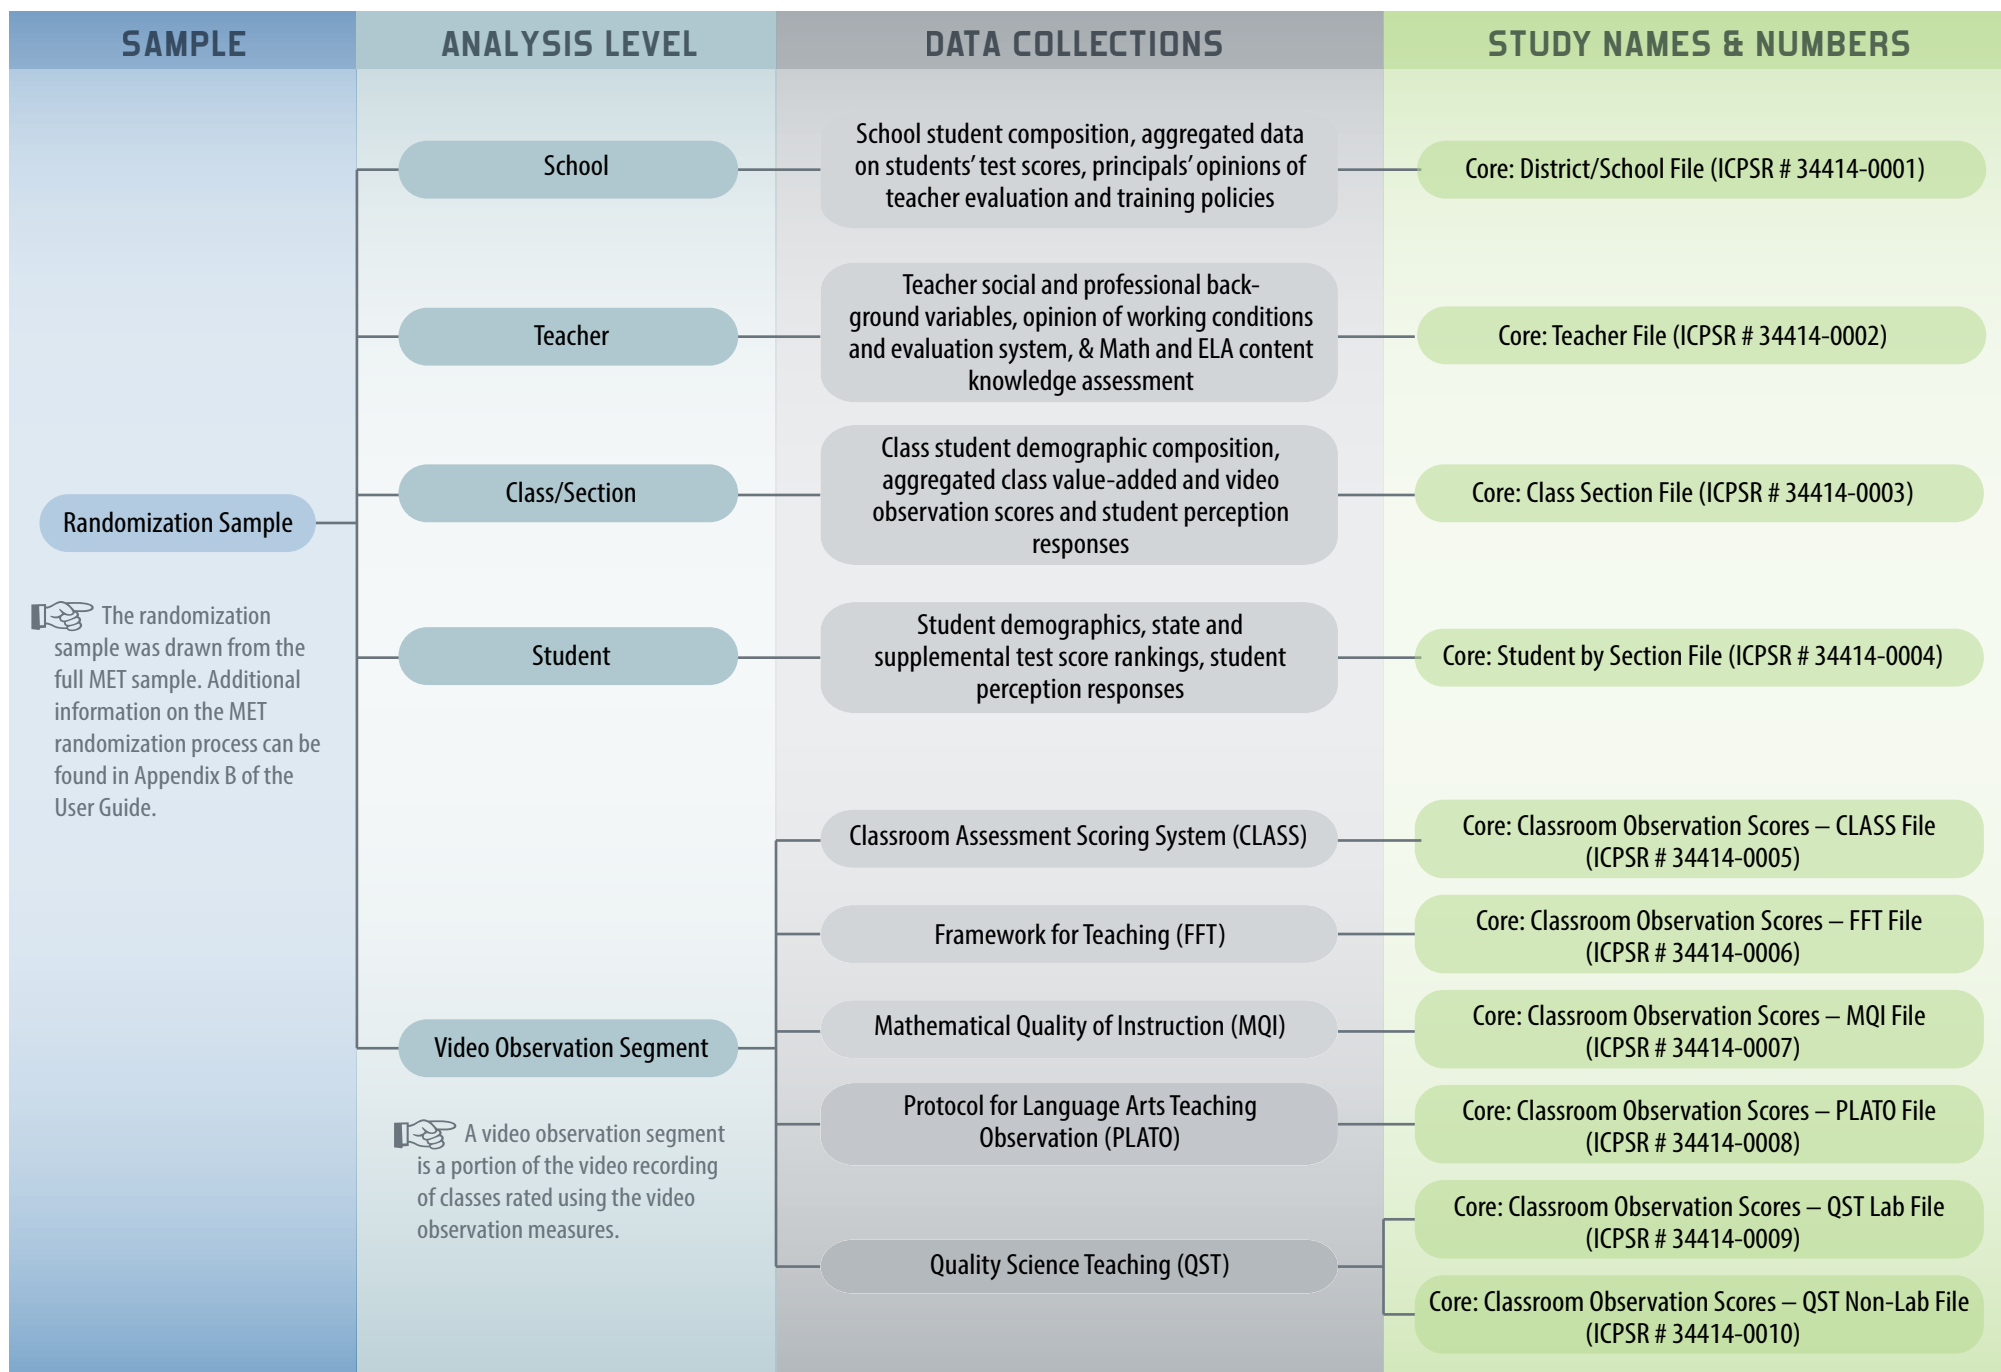 SAMPLE
ANALYSIS LEVEL
DATA COLLECTIONS
STUDY NAMES & NUMBERS
Randomization Sample
The randomization
sample was drawn from the
full MET sample. Additional
information on the MET
randomization process can be
found in Appendix B of the
User Guide.
School
School student composition, aggregated data
on students’ test scores, principals’ opinions of
teacher evaluation and training policies
Core: District/School File (ICPSR # 34414-0001)
Teacher
Teacher social and professional back-
ground variables, opinion of working conditions
and evaluation system, & Math and ELA content
knowledge assessment
Core: Teacher File (ICPSR # 34414-0002)
Class/Section
Class student demographic composition,
aggregated class value-added and video
observation scores and student perception
responses
Core: Class Section File (ICPSR # 34414-0003)
Student
Student demographics, state and
supplemental test score rankings, student
perception responses
Core: Student by Section File (ICPSR # 34414-0004)
Video Observation Segment
A video observation segment
is a portion of the video recording
of classes rated using the video
observation measures.
Classroom Assessment Scoring System (CLASS)
Core: Classroom Observation Scores – CLASS File
(ICPSR # 34414-0005)
Framework for Teaching (FFT)
Core: Classroom Observation Scores – FFT File
(ICPSR # 34414-0006)
Mathematical Quality of Instruction (MQI)
Core: Classroom Observation Scores – MQI File
(ICPSR # 34414-0007)
Protocol for Language Arts Teaching
Observation (PLATO)
Core: Classroom Observation Scores – PLATO File
(ICPSR # 34414-0008)
Quality Science Teaching (QST)
Core: Classroom Observation Scores – QST Lab File
(ICPSR # 34414-0009)
Core: Classroom Observation Scores – QST Non-Lab File
(ICPSR # 34414-0010)